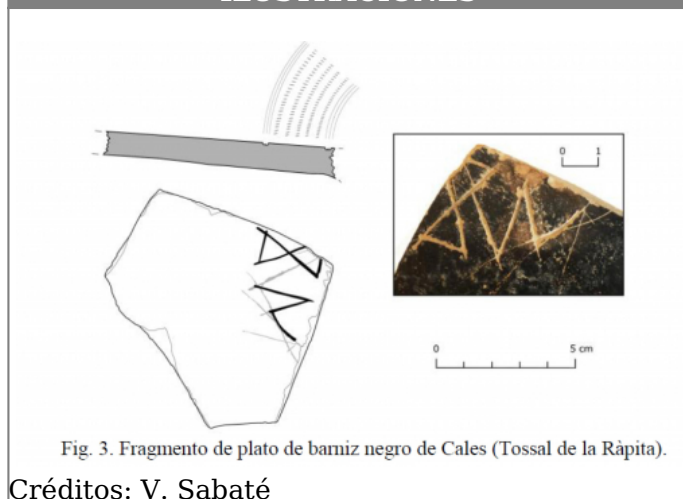 0 1
0 5 cm
Fig. 3. Fragmento de plato de barniz negro de Cales (Tossal de la Ràpita).
Créditos: V. Sabaté